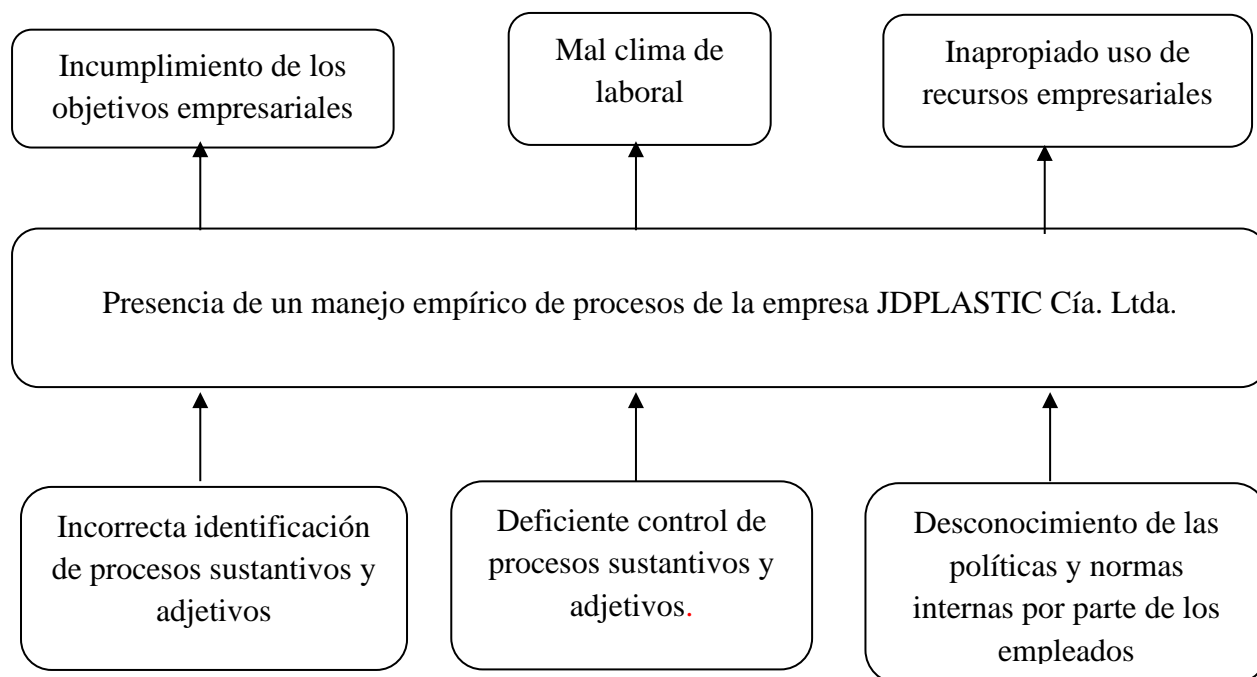 Incumplimiento de los
objetivos empresariales
Mal clima de
laboral
Inapropiado uso de
recursos empresariales
Presencia de un manejo empírico de procesos de la empresa JDPLASTIC Cía. Ltda.
Incorrecta identificación
de procesos sustantivos y
adjetivos
Deficiente control de
procesos sustantivos y
adjetivos.
Desconocimiento de las
políticas y normas
internas por parte de los
empleados